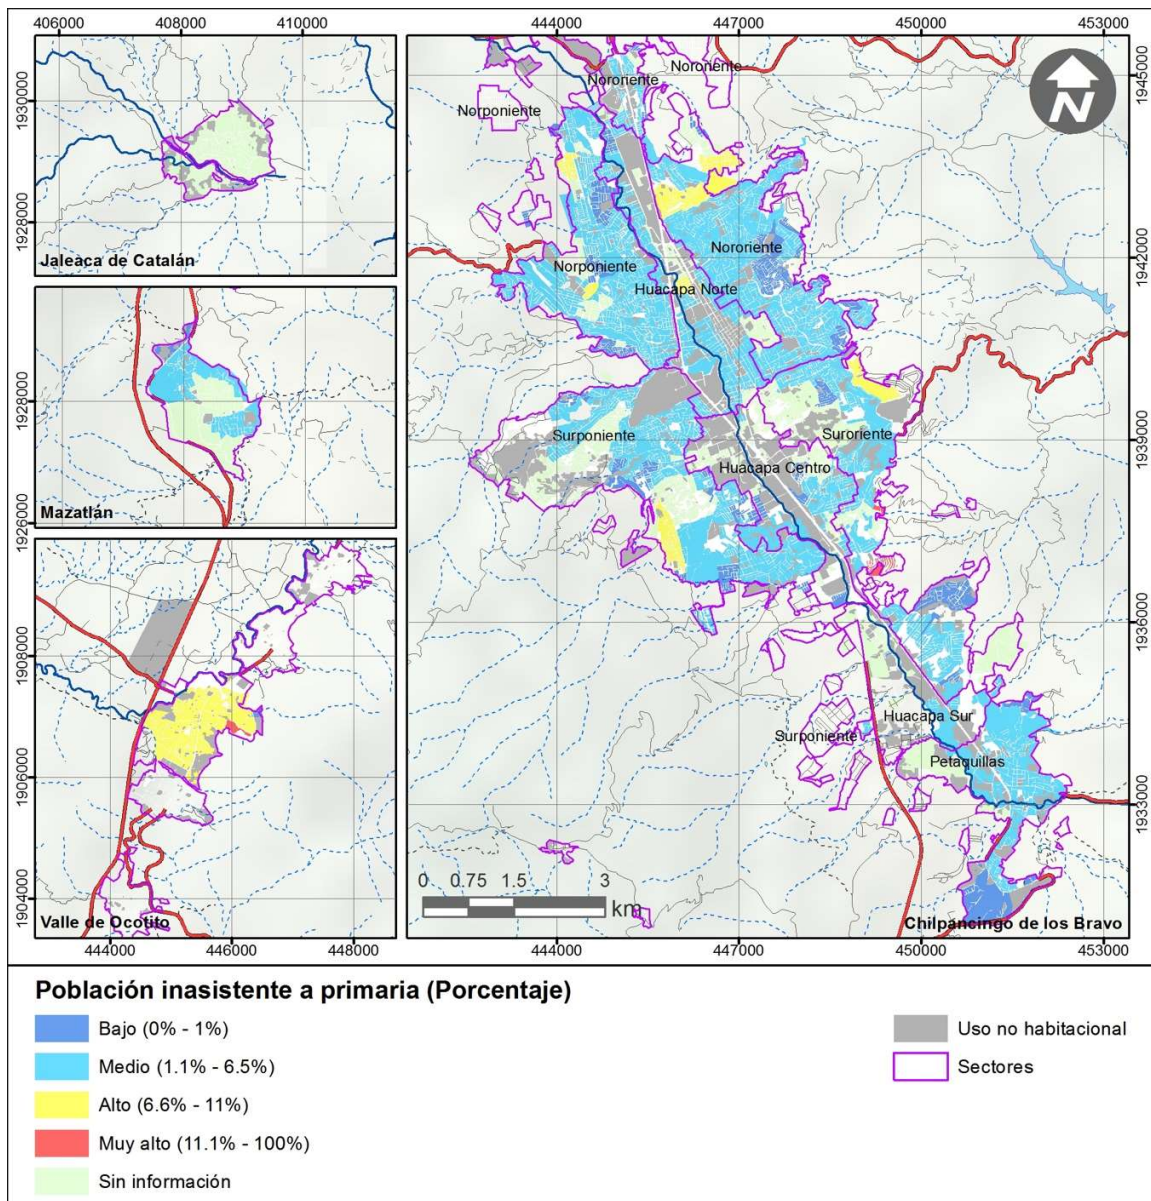 406000 408000 410000 444000 447000 450000 453000
1930000
1928000
Jaleaca de Catalán
1928000
1926000
Mazatlán
1908000
1906000
1904000
Valle de Ocotito
444000 446000 448000
Nororiente
Nororiente
Norponiente
N
1945000
Nororiente
Norponiente
Huacapa Norte
1942000
Surponiente
Suroriente
Huacapa Centro
1939000
1936000
Huacapa Sur
Surponiente
Petaquillas
1933000
0 0.75 1.5 3
km
Chilpancingo de los Bravo
444000 447000 450000 453000
Población inasistente a primaria (Porcentaje)
Bajo (0% - 1%)
Medio (1.1% - 6.5%)
Alto (6.6% - 11%)
Muy alto (11.1% - 100%)
Sin información
Uso no habitacional
Sectores